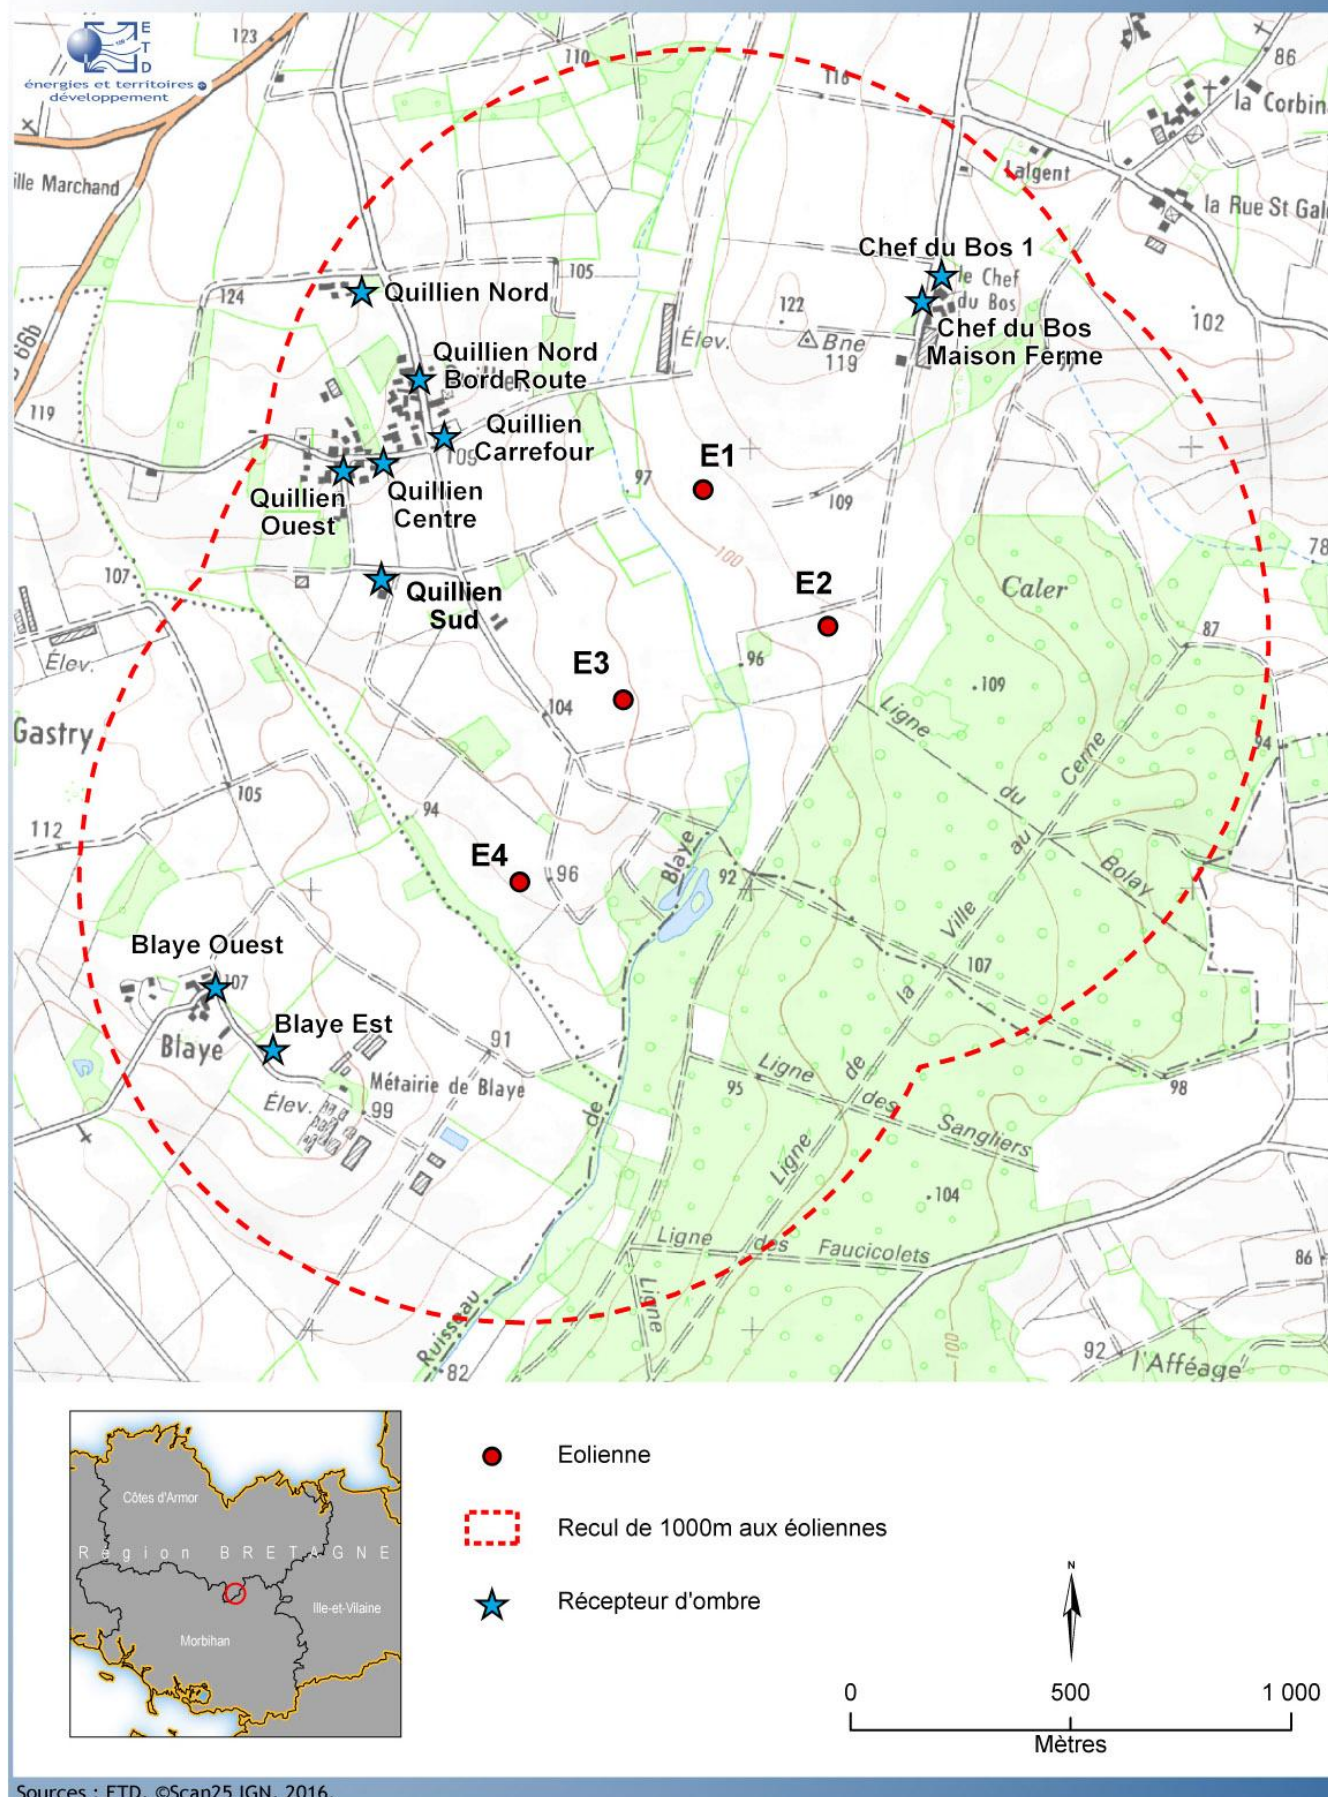 E
T
D
énergies et territoires
développement
123
110
116
86
la Corbin
Lalgent
ille Marchand
la Rue St Gal
Chef du Bos 1
le Chef
du Bos
105
124
Quillien Nord
122
102
Chef du Bos
Maison Ferme
Élev.
Bne
119
Quillien Nord
Bord Route
66b
119
Quillien
Carrefour
109
E1
97
109
Quillien
Ouest
Quillien
Centre
100
78
107
E2
Caler
Quillien
Sud
87
Élev.
E3
96
109
104
Ligne
du
Bolay
Gastry
94
Cerne
au
Ville
la
de
Ligne
105
94
112
E4
96
Blaye
92
Blaye Ouest
107
107
Blaye Est
Blaye
91
Métairie de Blaye
Élev.
99
de
95
Ligne
des
Sangliers
98
104
Ligne
des
Faucicolets
86
Ligne
Ruisseau
82
100
92
l'Afféage
Côtes d'Armor
Région BRETAGNE
Ille-et-Vilaine
Morbihan
Eolienne
Recul de 1000m aux éoliennes
Récepteur d'ombre
N
0
500
1 000
Mètres
Sources : ETD, ©Scan25 IGN, 2016.